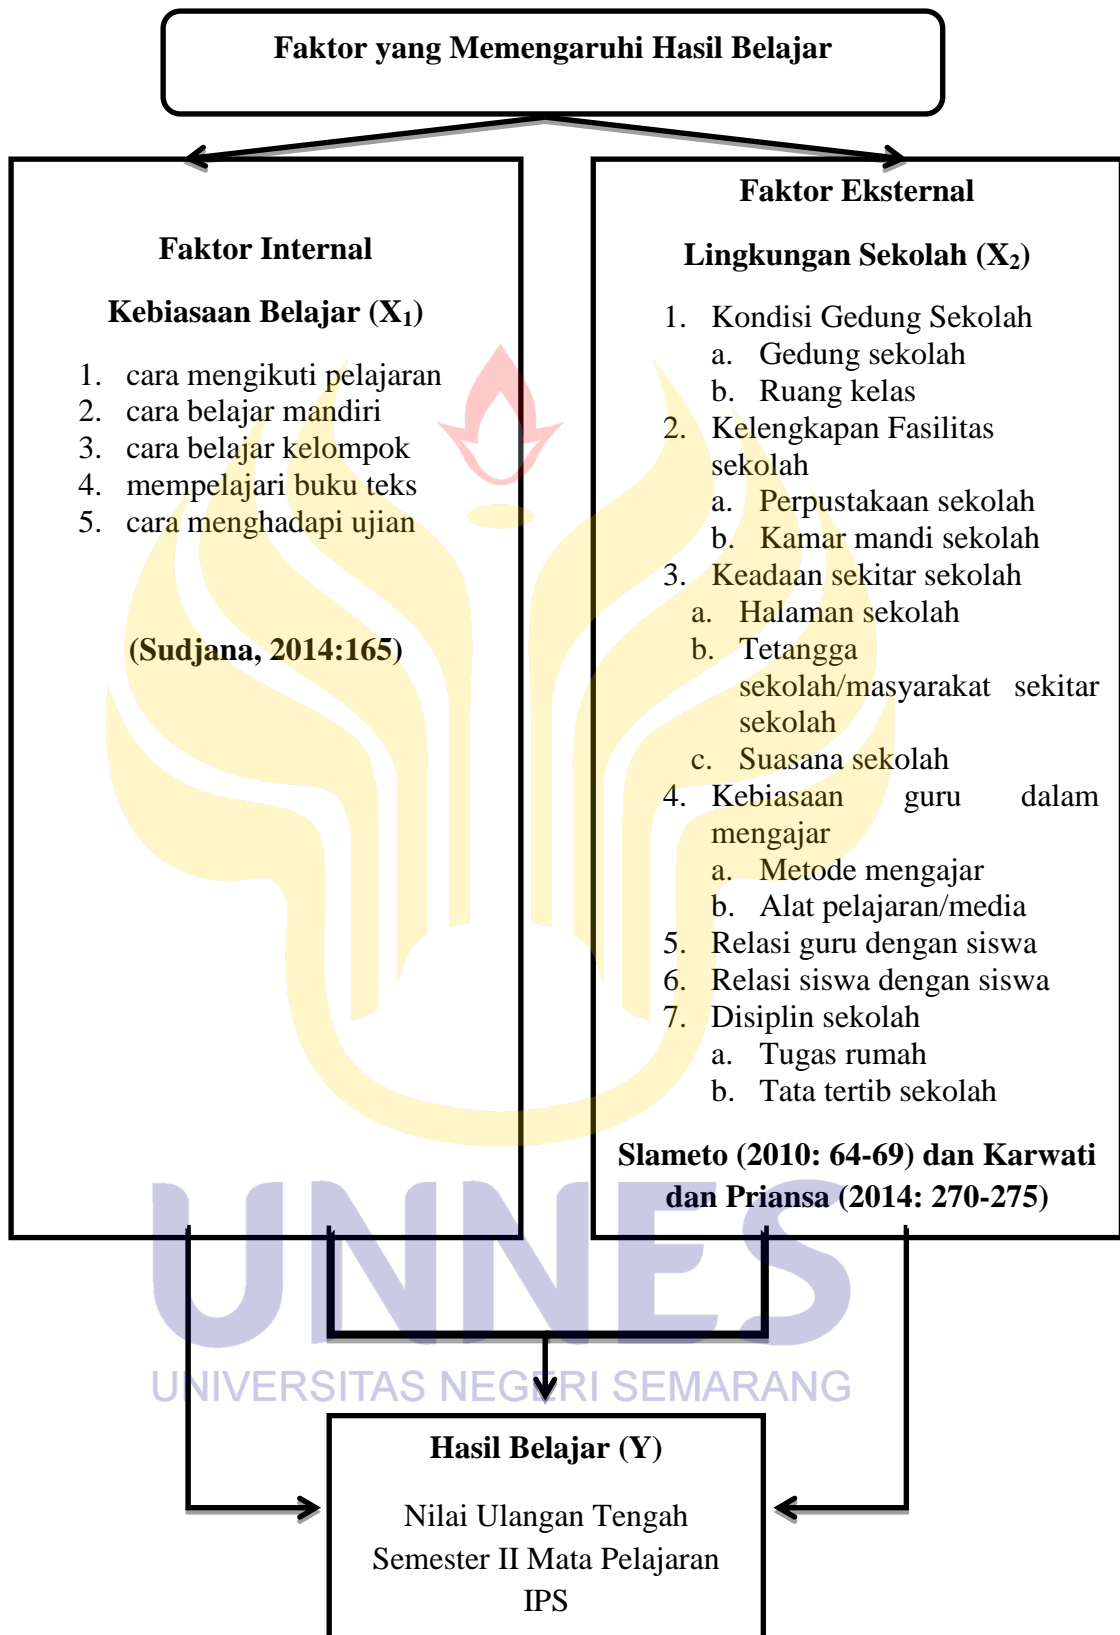 Faktor yang Memengaruhi Hasil Belajar
Faktor Internal
Kebiasaan Belajar (X₁)
1. cara mengikuti pelajaran
2. cara belajar mandiri
3. cara belajar kelompok
4. mempelajari buku teks
5. cara menghadapi ujian
(Sudjana, 2014:165)
Faktor Eksternal
Lingkungan Sekolah (X₂)
1. Kondisi Gedung Sekolah
a. Gedung sekolah
b. Ruang kelas
2. Kelengkapan Fasilitas
sekolah
a. Perpustakaan sekolah
b. Kamar mandi sekolah
3. Keadaan sekitar sekolah
a. Halaman sekolah
b. Tetangga
sekolah/masyarakat sekitar
sekolah
c. Suasana sekolah
4. Kebiasaan guru dalam
mengajar
a. Metode mengajar
b. Alat pelajaran/media
5. Relasi guru dengan siswa
6. Relasi siswa dengan siswa
7. Disiplin sekolah
a. Tugas rumah
b. Tata tertib sekolah
Slameto (2010: 64-69) dan Karwati
dan Priansa (2014: 270-275)
UNNES
UNIVERSITAS NEGERI SEMARANG
Hasil Belajar (Y)
Nilai Ulangan Tengah
Semester II Mata Pelajaran
IPS